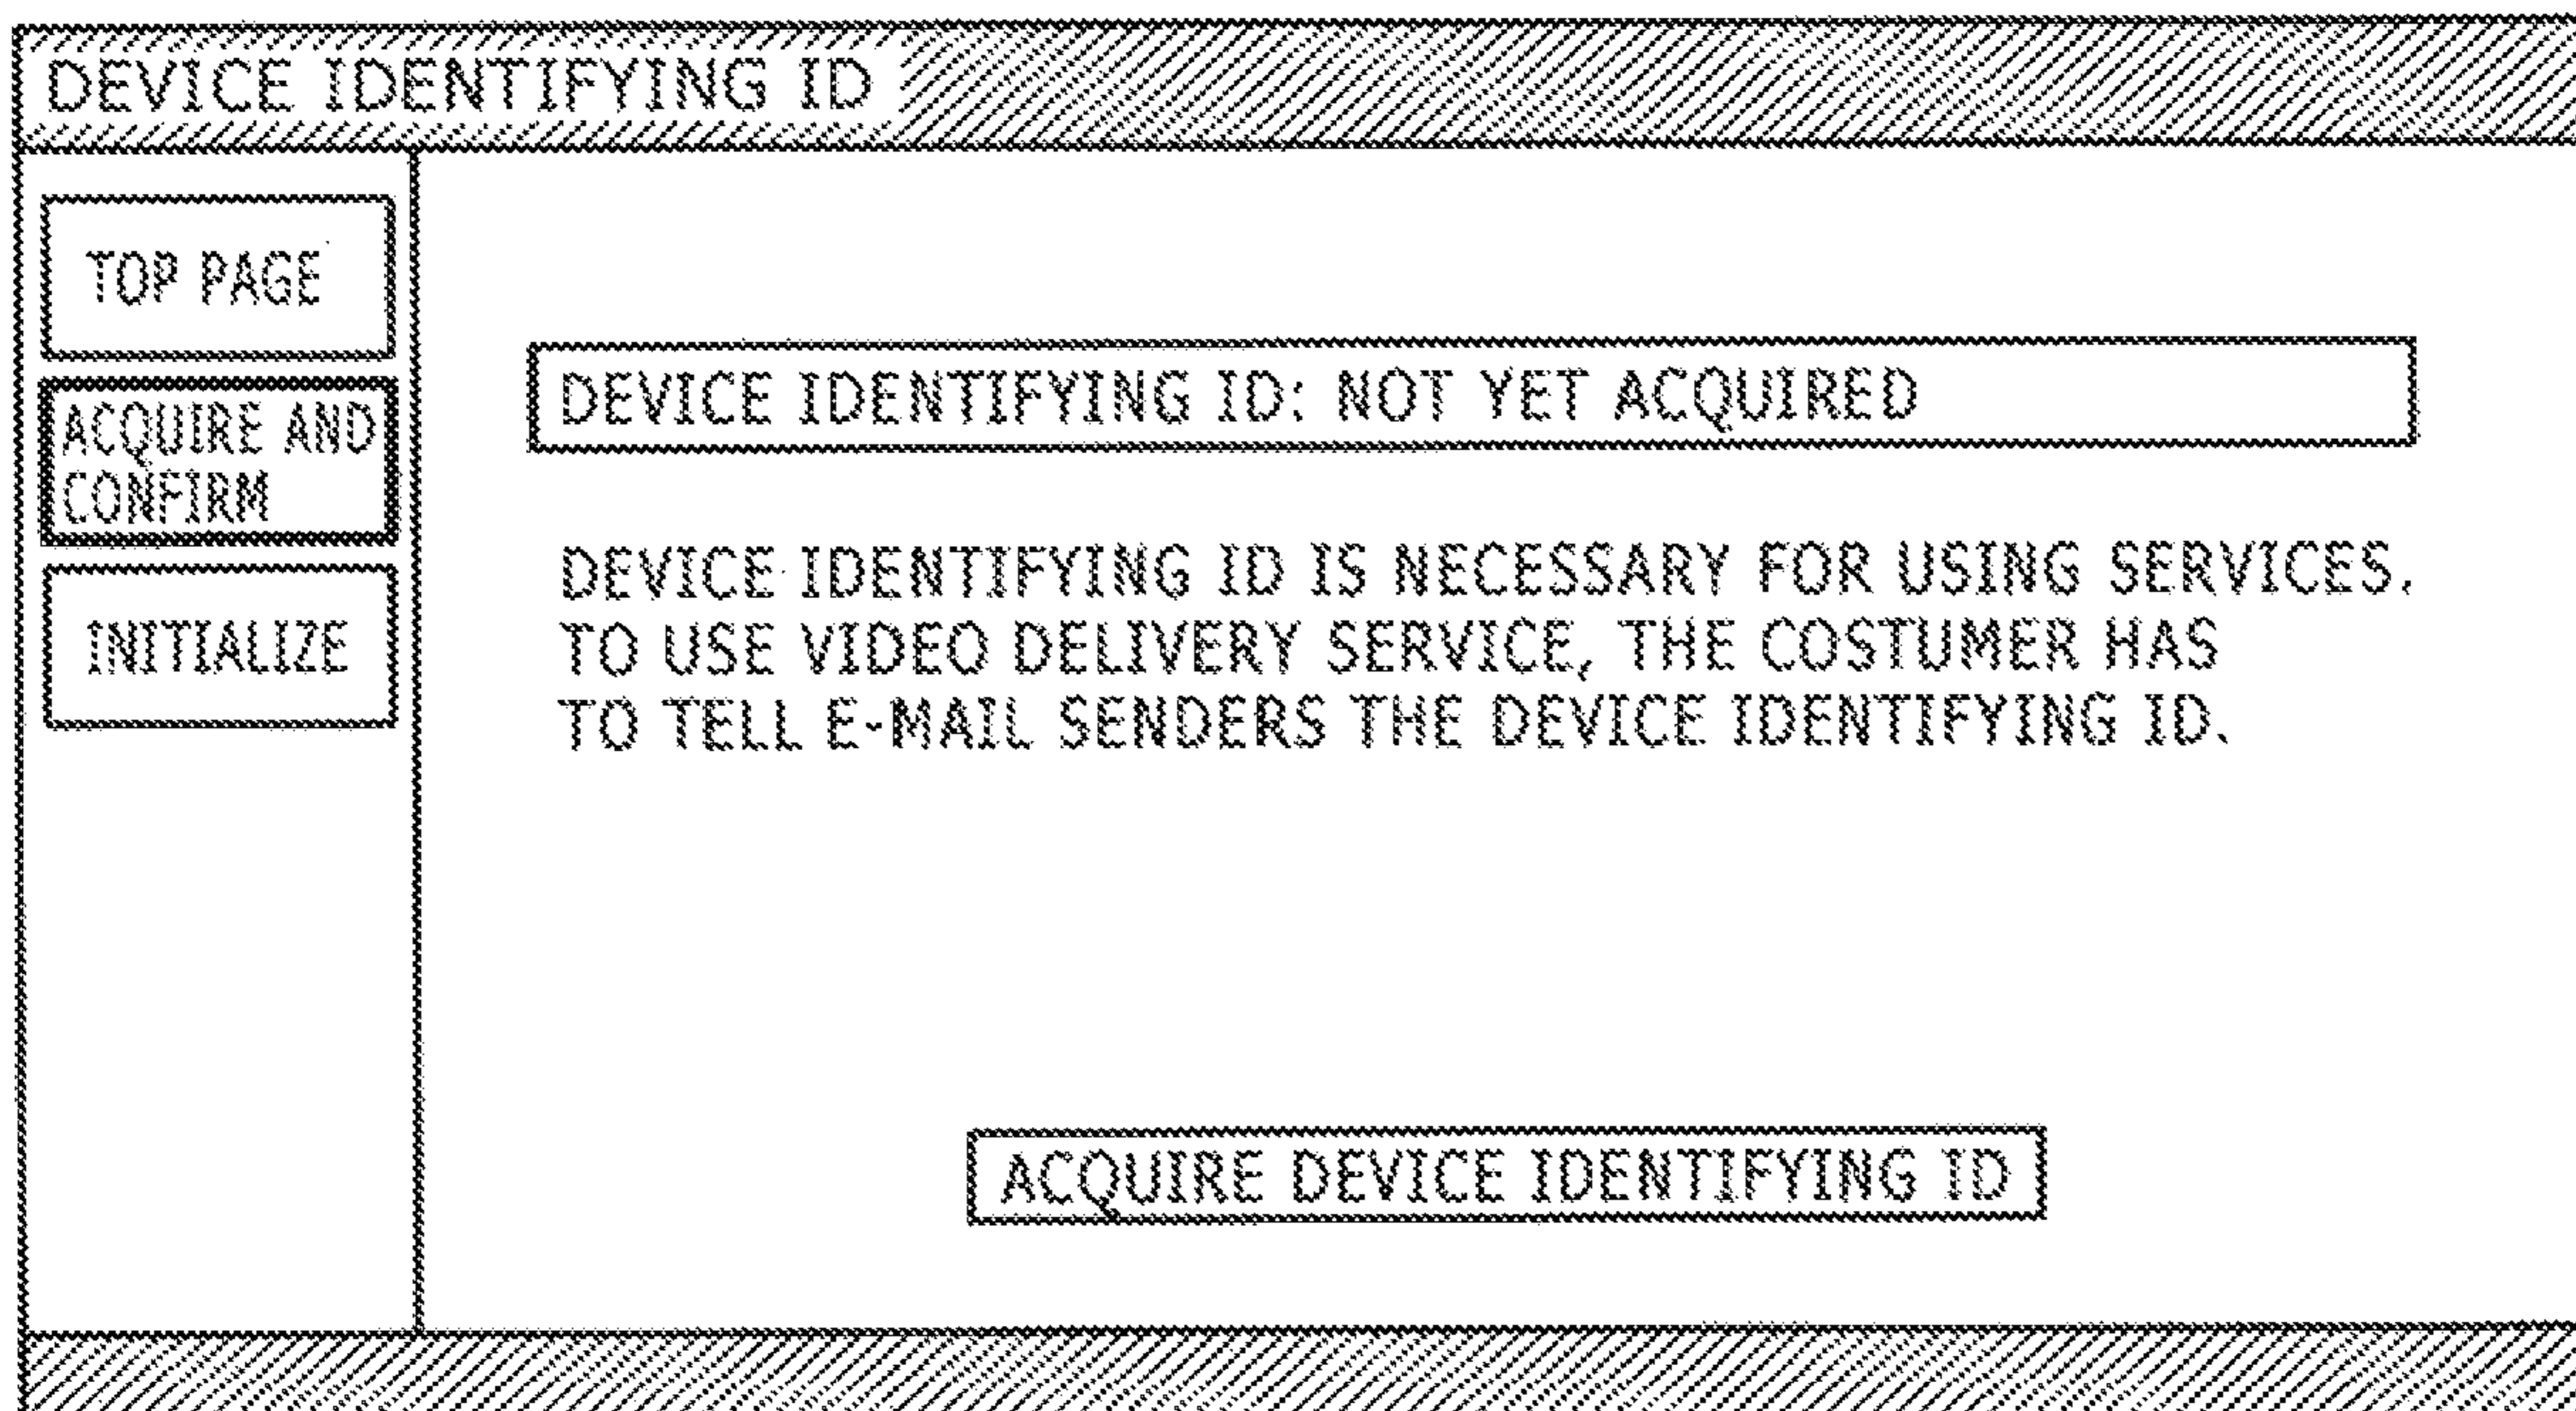 DEVICE IDENTIFYING ID
TOP PAGE
ACQUIRE AND
CONFIRM
INITIALIZE
DEVICE IDENTIFYING ID: NOT YET ACQUIRED
DEVICE IDENTIFYING ID IS NECESSARY FOR USING SERVICES.
TO USE VIDEO DELIVERY SERVICE, THE COSTUMER HAS
TO TELL E-MAIL SENDERS THE DEVICE IDENTIFYING ID.
ACQUIRE DEVICE IDENTIFYING ID